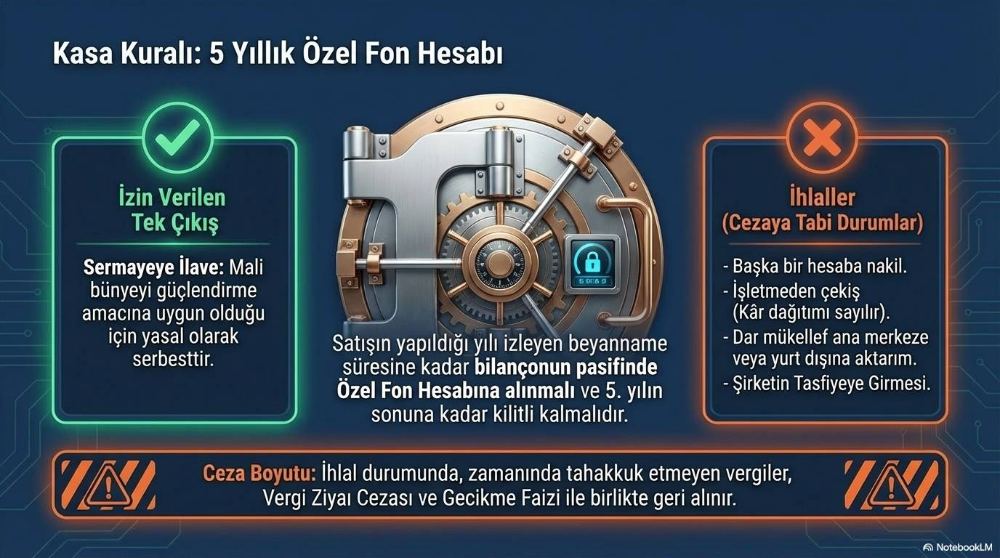 Kasa Kuralı: 5 Yıllık Özel Fon Hesabı
İzin Verilen
Tek Çıkış
Sermayeye İlave: Mali
bünyeyi güçlendirme
amacına uygun olduğu
için yasal olarak
serbesttir.
Satışın yapıldığı yılı izleyen beyanname
süresine kadar bilançonun pasifinde
Özel Fon Hesabına alınmalı ve 5. yılın
sonuna kadar kilitli kalmalıdır.
İhlaller
(Cezaya Tabi Durumlar)
- Başka bir hesaba nakil.
- İşletmeden çekiş
(Kâr dağıtımı sayılır).
- Dar mükellef ana merkeze
veya yurt dışına aktarım.
- Şirketin Tasfiyeye Girmesi.
Ceza Boyutu: İhlal durumunda, zamanında tahakkuk etmeyen vergiler,
Vergi Ziyaı Cezası ve Gecikme Faizi ile birlikte geri alınır.
NotebookLM